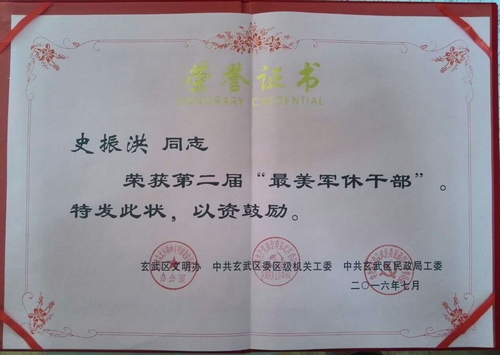 荣誉证书
HONORARY CREDENTIAL
史振洪 同志
荣获第二届“最美军休干部”。
特发此状，以资鼓励。
玄武区文明办 中共玄武区委区级机关工委 中共玄武区民政局工委
二〇一六年七月